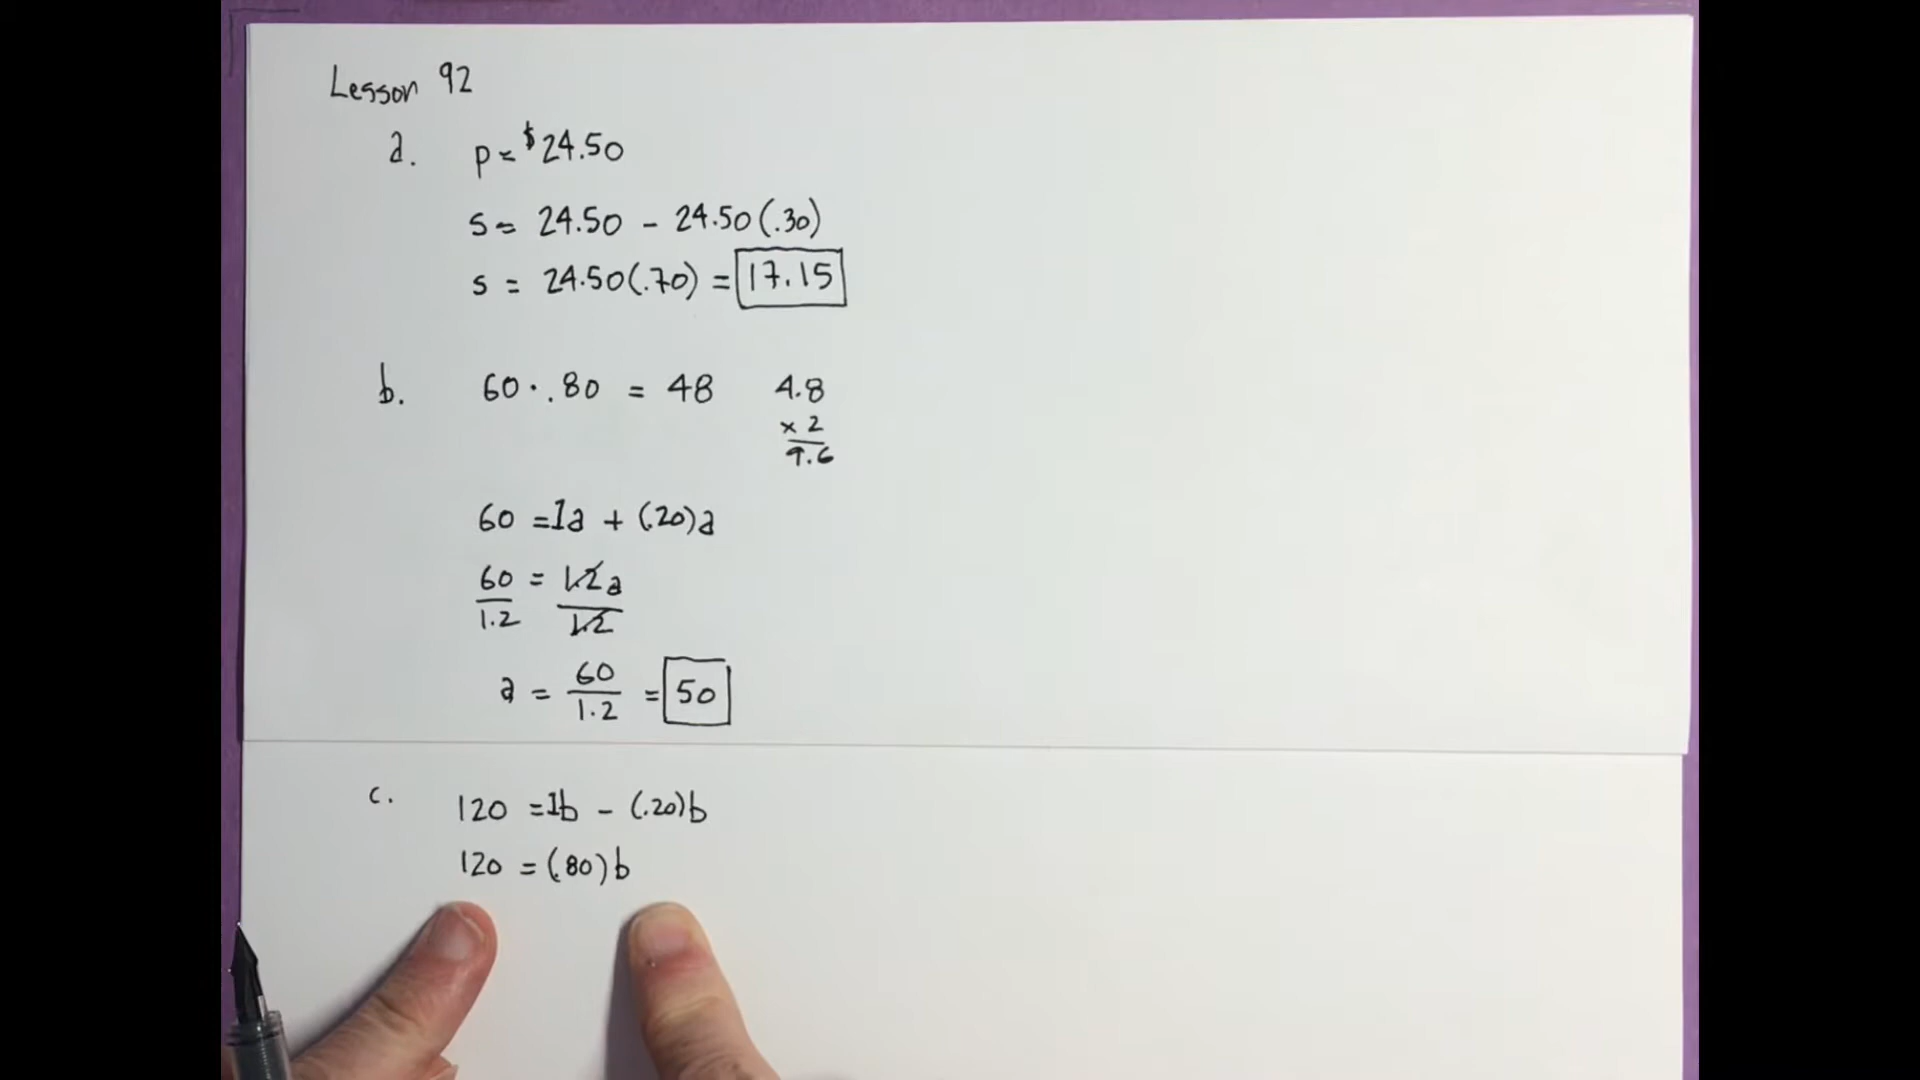 Lesson 92
a. p = $24.50
s = 24.50 - 24.50(.30)
s = 24.50(.70) = 17.15
b. 60 · .80 = 48 4.8
x 2
9.6
60 = 1a + (.20)a
60 = 1.2a
1.2 1.2
a = 60/1.2 = 50
c. 120 = 1b - (.20)b
120 = (.80)b